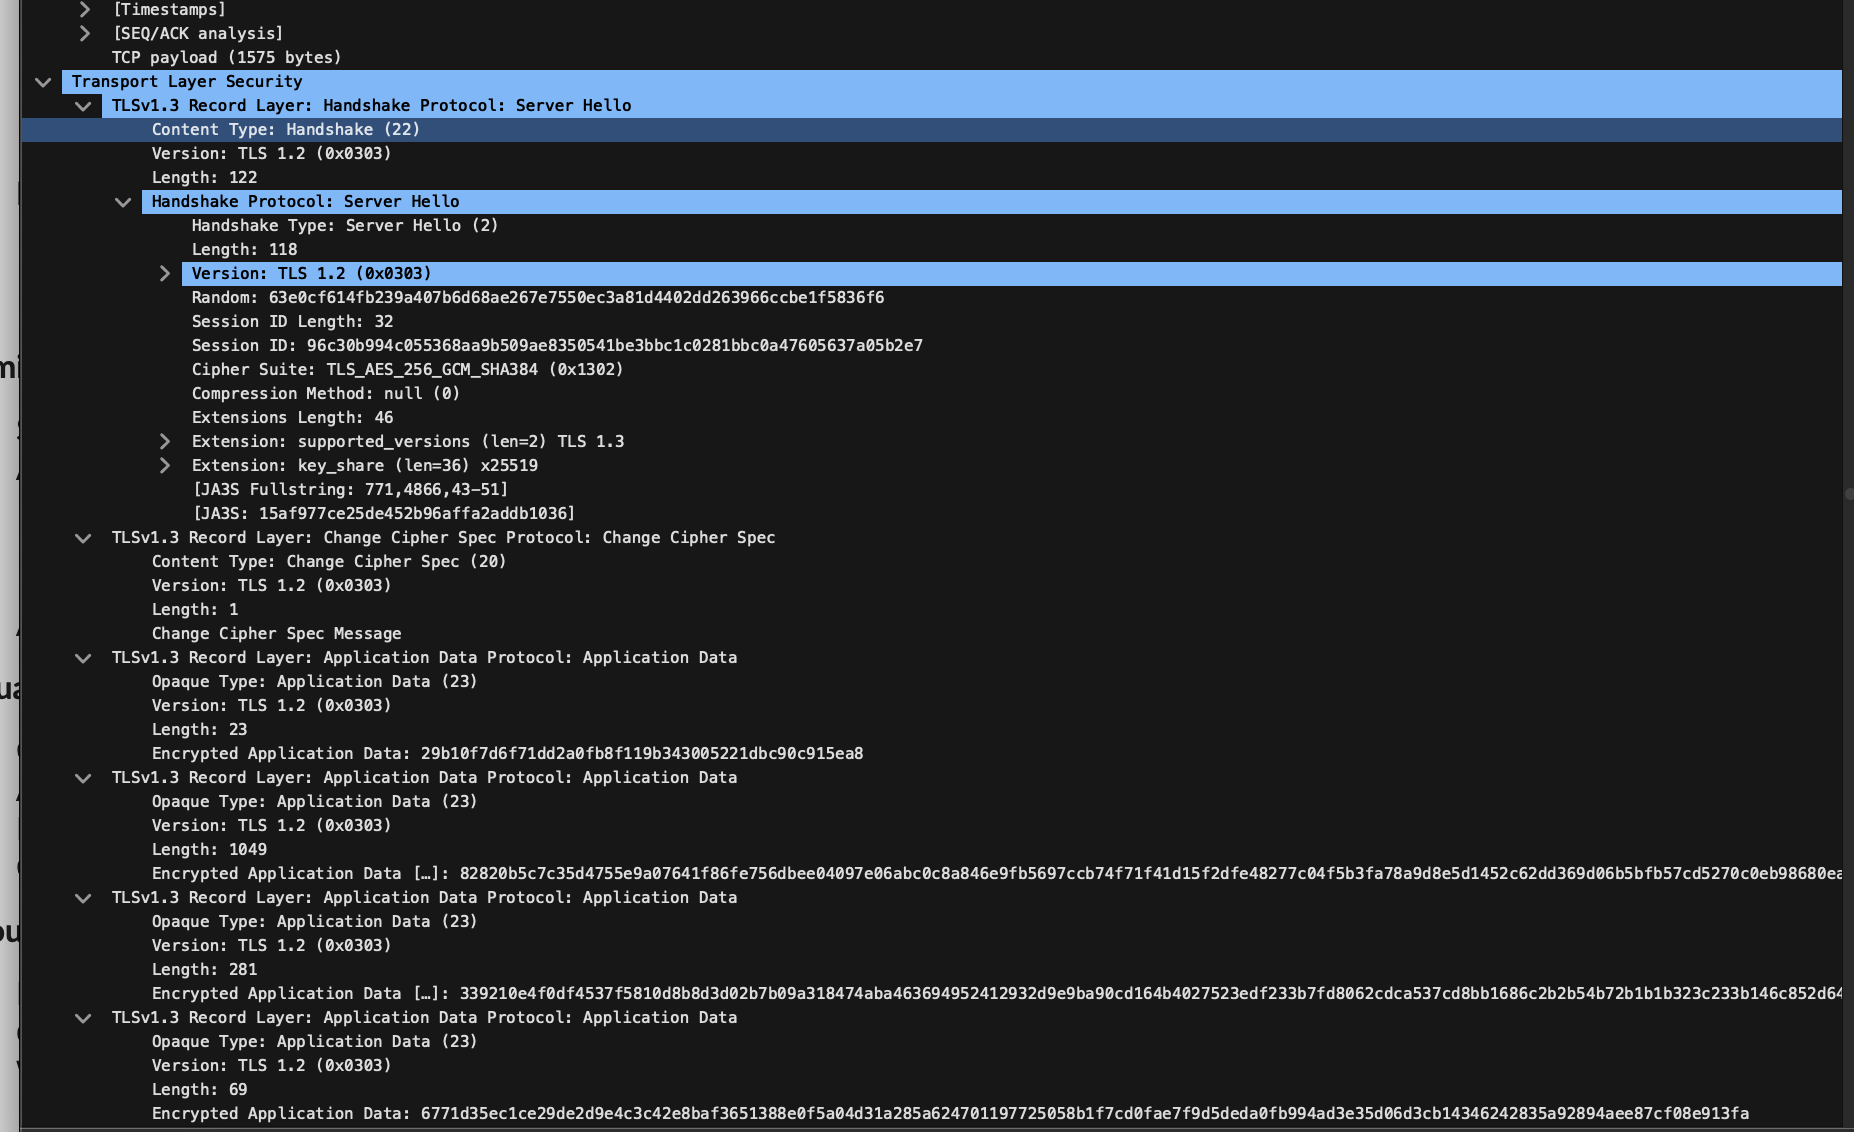 [Timestamps]
[SEQ/ACK analysis]
TCP payload (1575 bytes)
Transport Layer Security
TLSv1.3 Record Layer: Handshake Protocol: Server Hello
Content Type: Handshake (22)
Version: TLS 1.2 (0x0303)
Length: 122
Handshake Protocol: Server Hello
Handshake Type: Server Hello (2)
Length: 118
Version: TLS 1.2 (0x0303)
Random: 63e0cf614fb239a407b6d68ae267e7550ec3a81d4402dd263966ccbe1f5836f6
Session ID Length: 32
Session ID: 96c30b994c055368aa9b509ae8350541be3bbc1c0281bbc0a47605637a05b2e7
Cipher Suite: TLS_AES_256_GCM_SHA384 (0x1302)
Compression Method: null (0)
Extensions Length: 46
Extension: supported_versions (len=2) TLS 1.3
Extension: key_share (len=36) x25519
[JA3S Fullstring: 771,4866,43-51]
[JA3S: 15af977ce25de452b96affa2addb1036]
TLSv1.3 Record Layer: Change Cipher Spec Protocol: Change Cipher Spec
Content Type: Change Cipher Spec (20)
Version: TLS 1.2 (0x0303)
Length: 1
Change Cipher Spec Message
TLSv1.3 Record Layer: Application Data Protocol: Application Data
Opaque Type: Application Data (23)
Version: TLS 1.2 (0x0303)
Length: 23
Encrypted Application Data: 29b10f7d6f71dd2a0fb8f119b343005221dbc90c915ea8
TLSv1.3 Record Layer: Application Data Protocol: Application Data
Opaque Type: Application Data (23)
Version: TLS 1.2 (0x0303)
Length: 1049
Encrypted Application Data […]: 82820b5c7c35d4755e9a07641f86fe756dbee04097e06abc0c8a846e9fb5697ccb74f71f41d15f2dfe48277c04f5b3fa78a9d8e5d1452c62dd369d06b5bfb57cd5270c0eb98680ea
TLSv1.3 Record Layer: Application Data Protocol: Application Data
Opaque Type: Application Data (23)
Version: TLS 1.2 (0x0303)
Length: 281
Encrypted Application Data […]: 339210e4f0df4537f5810d8b8d3d02b7b09a318474aba463694952412932d9e9ba90cd164b4027523edf233b7fd8062cdca537cd8bb1686c2b2b54b72b1b1b323c233b146c852d64
TLSv1.3 Record Layer: Application Data Protocol: Application Data
Opaque Type: Application Data (23)
Version: TLS 1.2 (0x0303)
Length: 69
Encrypted Application Data: 6771d35ec1ce29de2d9e4c3c42e8baf3651388e0f5a04d31a285a624701197725058b1f7cd0fae7f9d5deda0fb994ad3e35d06d3cb14346242835a92894aee87cf08e913fa